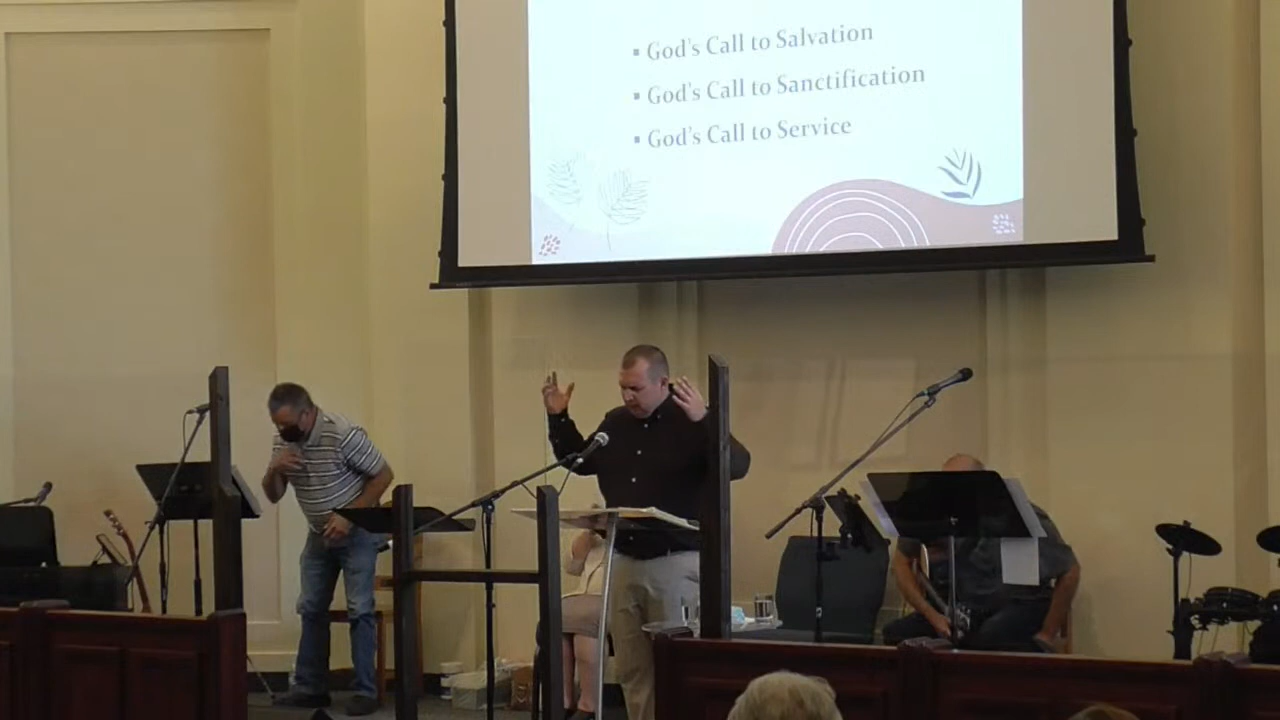 ▪ God's Call to Salvation
▪ God's Call to Sanctification
▪ God's Call to Service